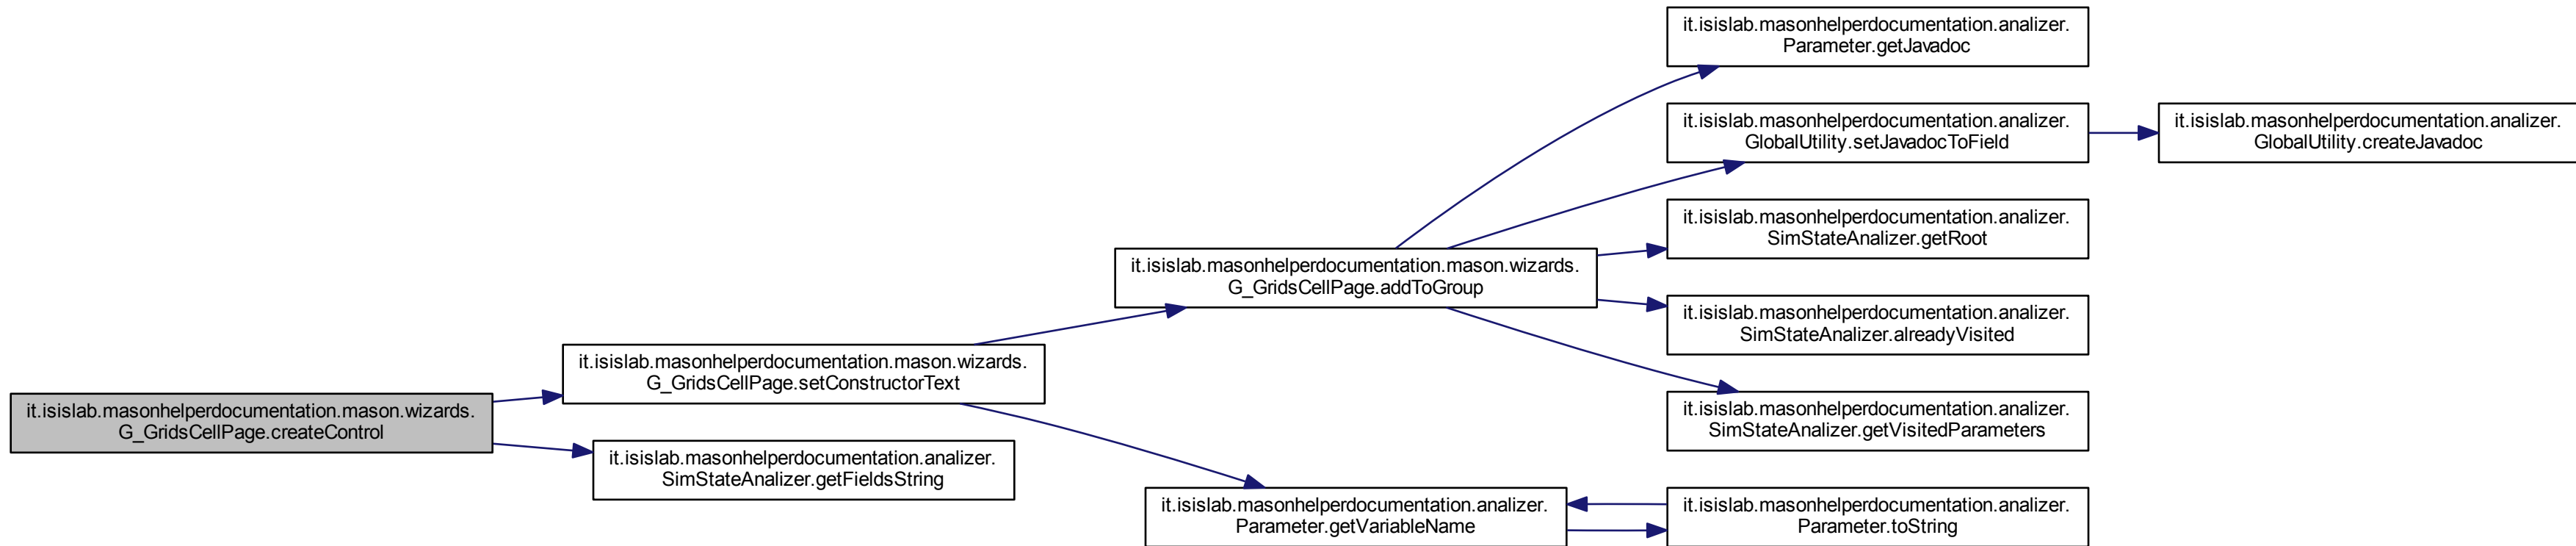 it.isislab.masonhelperdocumentation.mason.wizards.
G_GridsCellPage.createControl
it.isislab.masonhelperdocumentation.mason.wizards.
G_GridsCellPage.setConstructorText
it.isislab.masonhelperdocumentation.analizer.
SimStateAnalizer.getFieldsString
it.isislab.masonhelperdocumentation.mason.wizards.
G_GridsCellPage.addToGroup
it.isislab.masonhelperdocumentation.analizer.
Parameter.getVariableName
it.isislab.masonhelperdocumentation.analizer.
Parameter.getJavadoc
it.isislab.masonhelperdocumentation.analizer.
GlobalUtility.setJavadocToField
it.isislab.masonhelperdocumentation.analizer.
SimStateAnalizer.getRoot
it.isislab.masonhelperdocumentation.analizer.
SimStateAnalizer.alreadyVisited
it.isislab.masonhelperdocumentation.analizer.
SimStateAnalizer.getVisitedParameters
it.isislab.masonhelperdocumentation.analizer.
Parameter.toString
it.isislab.masonhelperdocumentation.analizer.
GlobalUtility.createJavadoc